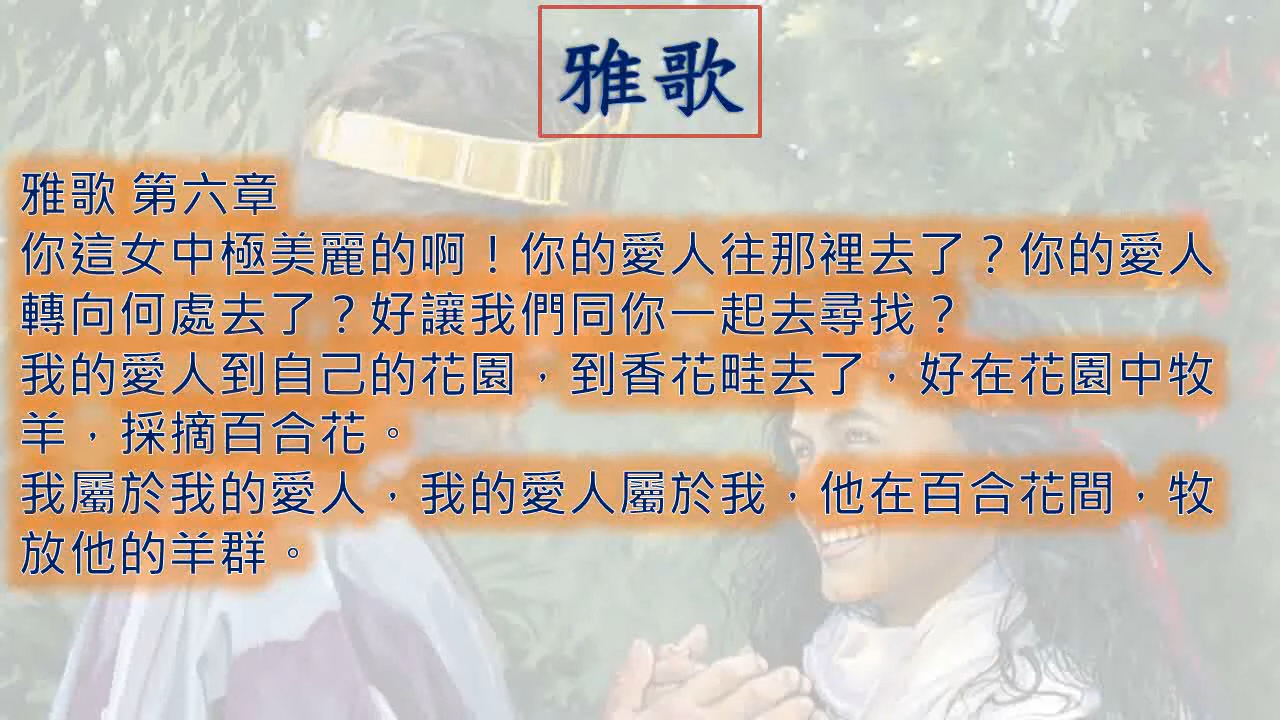 雅歌
雅歌 第六章
你這女中極美麗的啊！你的愛人往那裡去了？你的愛人
轉向何處去了？好讓我們同你一起去尋找？
我的愛人到自己的花園，到香花畦去了，好在花園中牧
羊，採摘百合花。
我屬於我的愛人，我的愛人屬於我，他在百合花間，牧
放他的羊群。